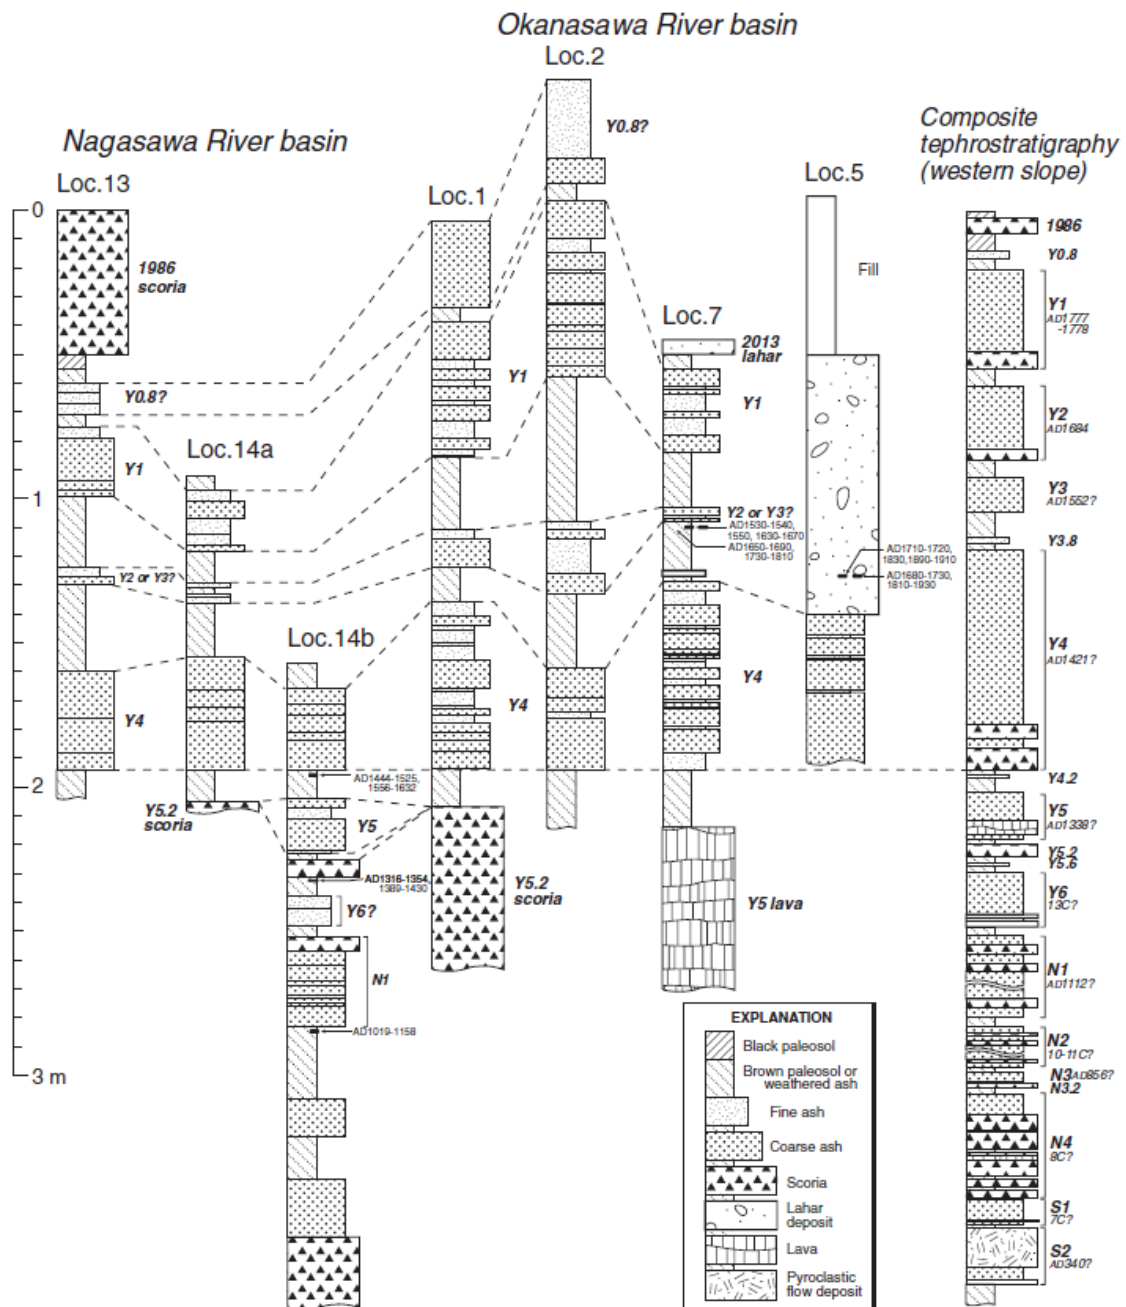 Okanasawa River basin
Nagasawa River basin
Composite
tephrostratigraphy
(western slope)
Loc.13
0
1
2
3 m
1986
scoria
Y0.8?
Y1
Y2 or Y3?
Y4
Loc.14a
Y5.2
scoria
Loc.14b
AD1444-1525,
1556-1632
Y5
AD1316-1354,
1389-1430
Y6?
N1
AD1019-1158
Loc.1
Y1
Y4
Y5.2
scoria
Loc.2
Y0.8?
Loc.7
2013
lahar
Y1
Y2 or Y3?
AD1530-1540,
1550, 1630-1670
AD1650-1690,
1730-1810
Y4
Y5 lava
Loc.5
Fill
AD1710-1720,
1830,1890-1910
AD1680-1730,
1810-1930
1986
Y0.8
Y1
AD1777
-1778
Y2
AD1684
Y3
AD1552?
Y3.8
Y4
AD1421?
Y4.2
Y5
AD1338?
Y5.2
Y5.6
Y6
13C?
N1
AD1112?
N2
10-11C?
N3 AD856?
N3.2
N4
8C?
S1
7C?
S2
AD340?
EXPLANATION
Black paleosol
Brown paleosol or
weathered ash
Fine ash
Coarse ash
Scoria
Lahar
deposit
Lava
Pyroclastic
flow deposit